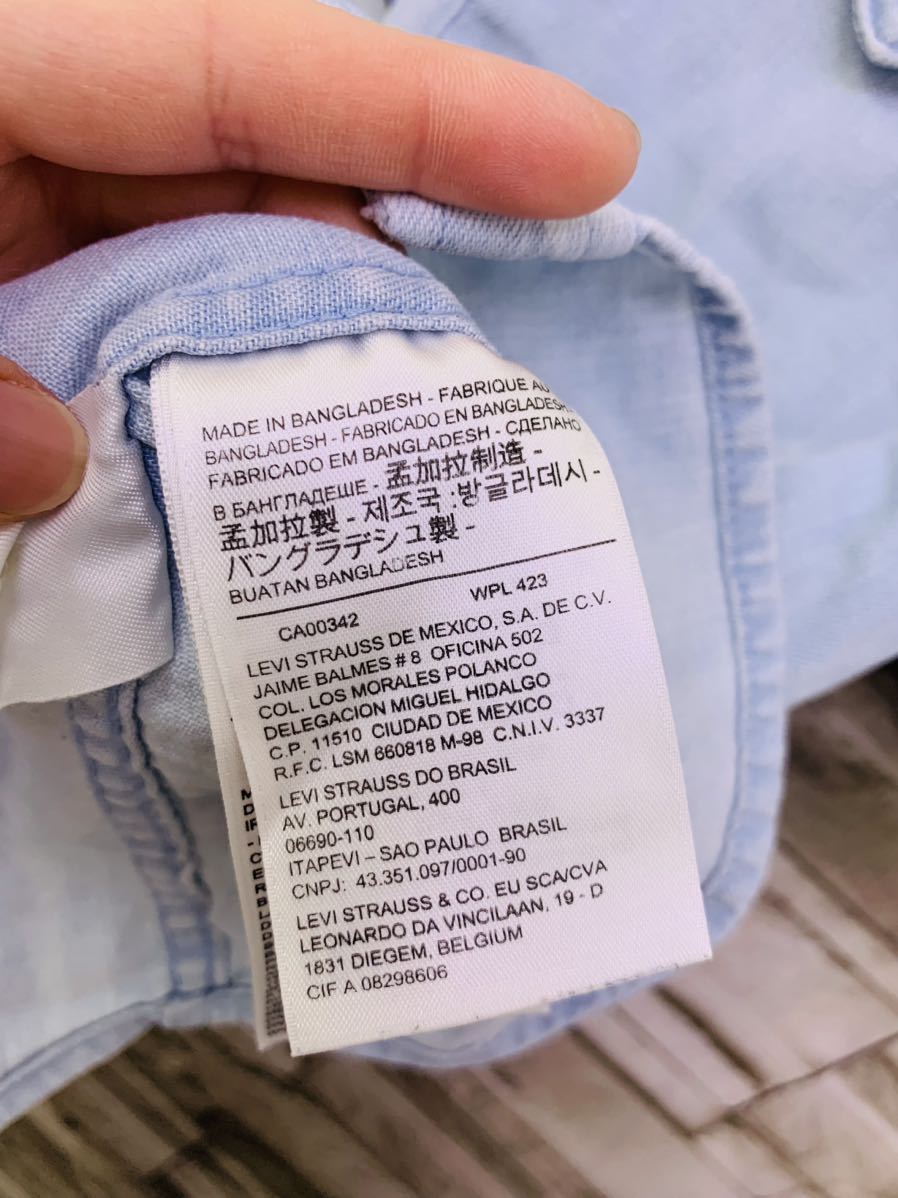 MADE IN BANGLADESH - FABRIQUE AU
BANGLADESH - FABRICADO EN BANGLADESH -
FABRICADO EM BANGLADESH - СДЕЛАНО
В БАНГЛАДЕШЕ - 孟加拉制造 -
孟加拉製 - 제조국 :방글라데시 -
バングラデシュ製 -
BUATAN BANGLADESH
CA00342 WPL 423
LEVI STRAUSS DE MEXICO, S.A. DE C.V.
JAIME BALMES # 8 OFICINA 502
COL. LOS MORALES POLANCO
DELEGACION MIGUEL HIDALGO
C.P. 11510 CIUDAD DE MEXICO
R.F.C. LSM 660818 M-98 C.N.I.V. 3337
LEVI STRAUSS DO BRASIL
AV. PORTUGAL, 400
06690-110
ITAPEVI – SAO PAULO BRASIL
CNPJ: 43.351.097/0001-90
LEVI STRAUSS & CO. EU SCA/CVA
LEONARDO DA VINCILAAN, 19 - D
1831 DIEGEM, BELGIUM
CIF A 08298606